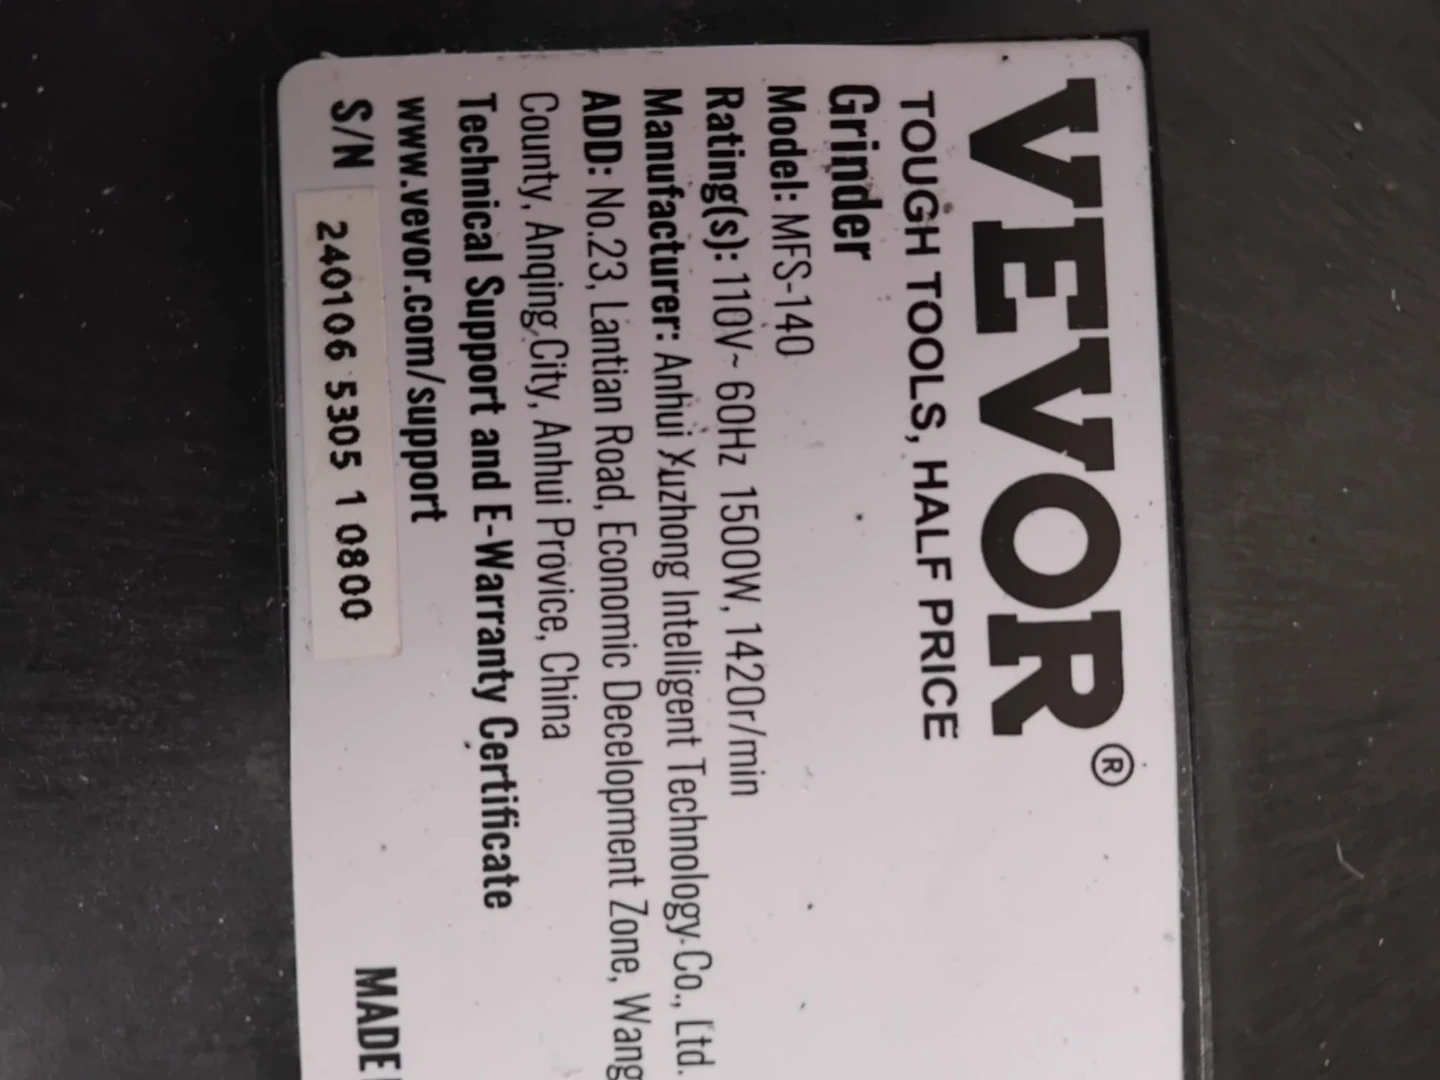 VEVOR®
TOUGH TOOLS, HALF PRICE
Grinder
Model: MFS-140
Rating(s): 110V~ 60Hz 1500W, 1420r/min
Manufacturer: Anhui Yuzhong Intelligent Technology Co., Ltd.
ADD: No.23, Lantian Road, Economic Decelopment Zone, Wang
County, Anqing City, Anhui Provice, China
Technical Support and E-Warranty Certificate
www.vevor.com/support
S/N 240106 5305 1 0800
MADE